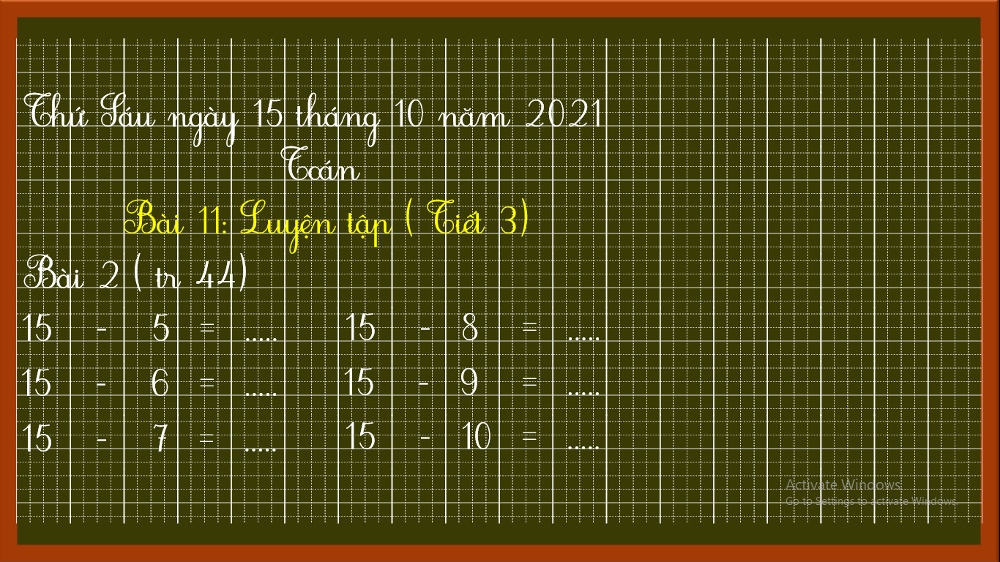 Thứ Sáu ngày 15 tháng 10 năm 2021
Toán
Bài 11: Luyện tập ( Tiết 3)
Bài 2 ( tr 44)
15 - 5 = ..... 15 - 8 = .....
15 - 6 = ..... 15 - 9 = .....
15 - 7 = ..... 15 - 10 = .....
Activate Windows
Go to Settings to activate Windows.